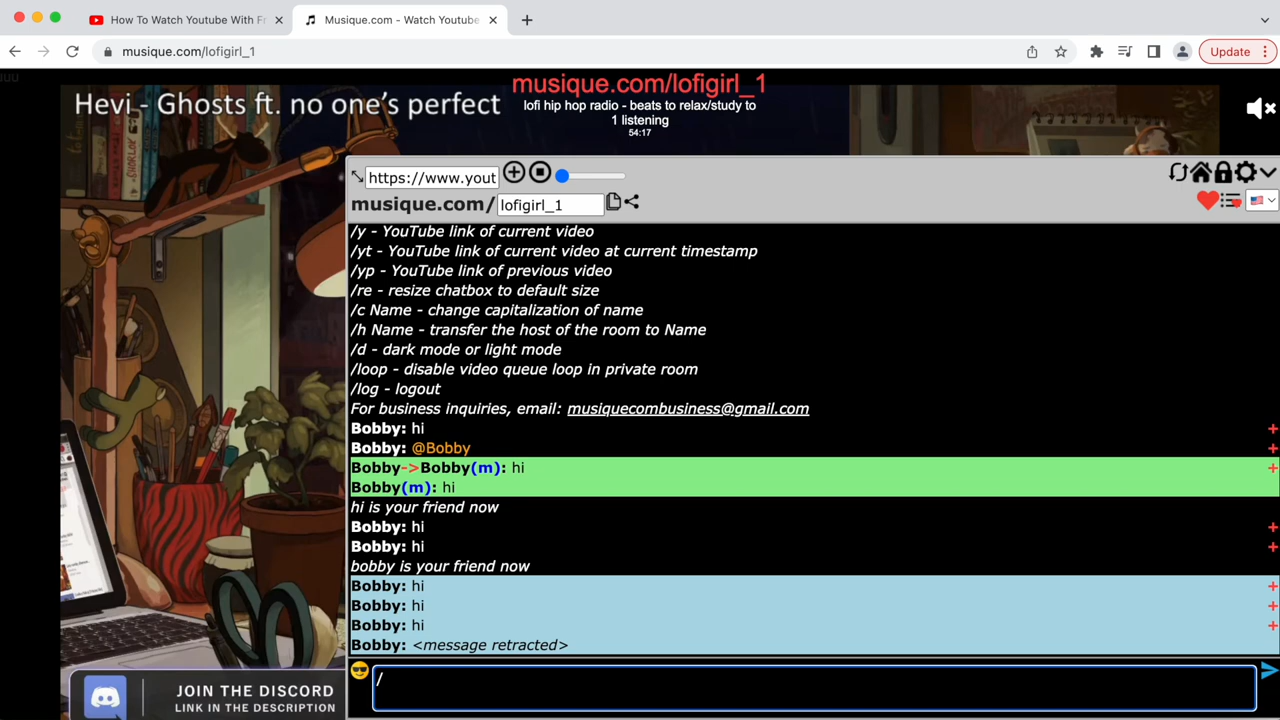 How To Watch Youtube With Fr
Musique.com - Watch Youtube
musique.com/lofigirl_1
Update
Hevi - Ghosts ft. no one's perfect
musique.com/lofigirl_1
lofi hip hop radio - beats to relax/study to
1 listening
54:17
https://www.yout
musique.com/ lofigirl_1
/y - YouTube link of current video
/yt - YouTube link of current video at current timestamp
/yp - YouTube link of previous video
/re - resize chatbox to default size
/c Name - change capitalization of name
/h Name - transfer the host of the room to Name
/d - dark mode or light mode
/loop - disable video queue loop in private room
/log - logout
For business inquiries, email: musiquecombusiness@gmail.com
Bobby: hi
Bobby: @Bobby
Bobby->Bobby(m): hi
Bobby(m): hi
hi is your friend now
Bobby: hi
Bobby: hi
bobby is your friend now
Bobby: hi
Bobby: hi
Bobby: hi
Bobby: <message retracted>
/
JOIN THE DISCORD
LINK IN THE DESCRIPTION